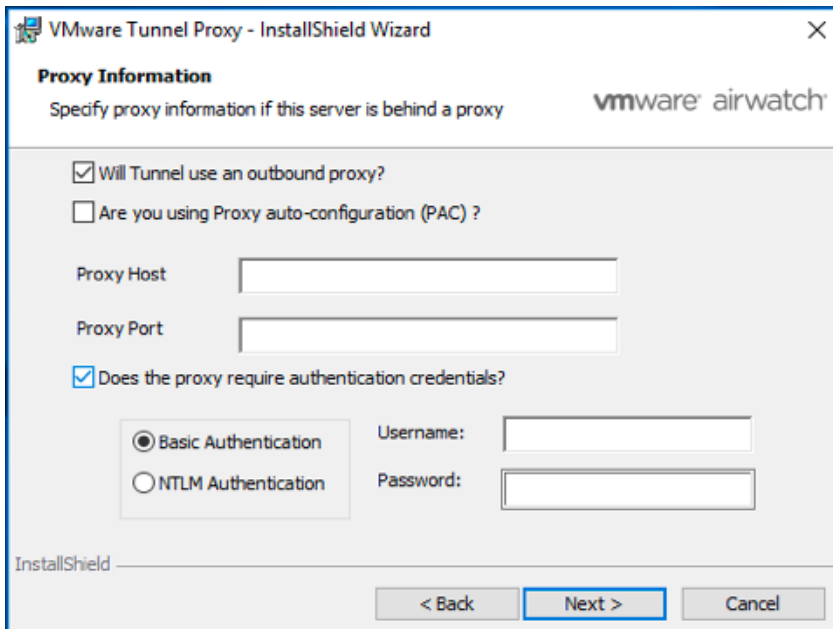 VMware Tunnel Proxy - InstallShield Wizard
Proxy Information
Specify proxy information if this server is behind a proxy
vmware airwatch
Will Tunnel use an outbound proxy?
Are you using Proxy auto-configuration (PAC) ?
Proxy Host
Proxy Port
Does the proxy require authentication credentials?
Basic Authentication
Username:
NTLM Authentication
Password:
InstallShield
< Back
Next >
Cancel